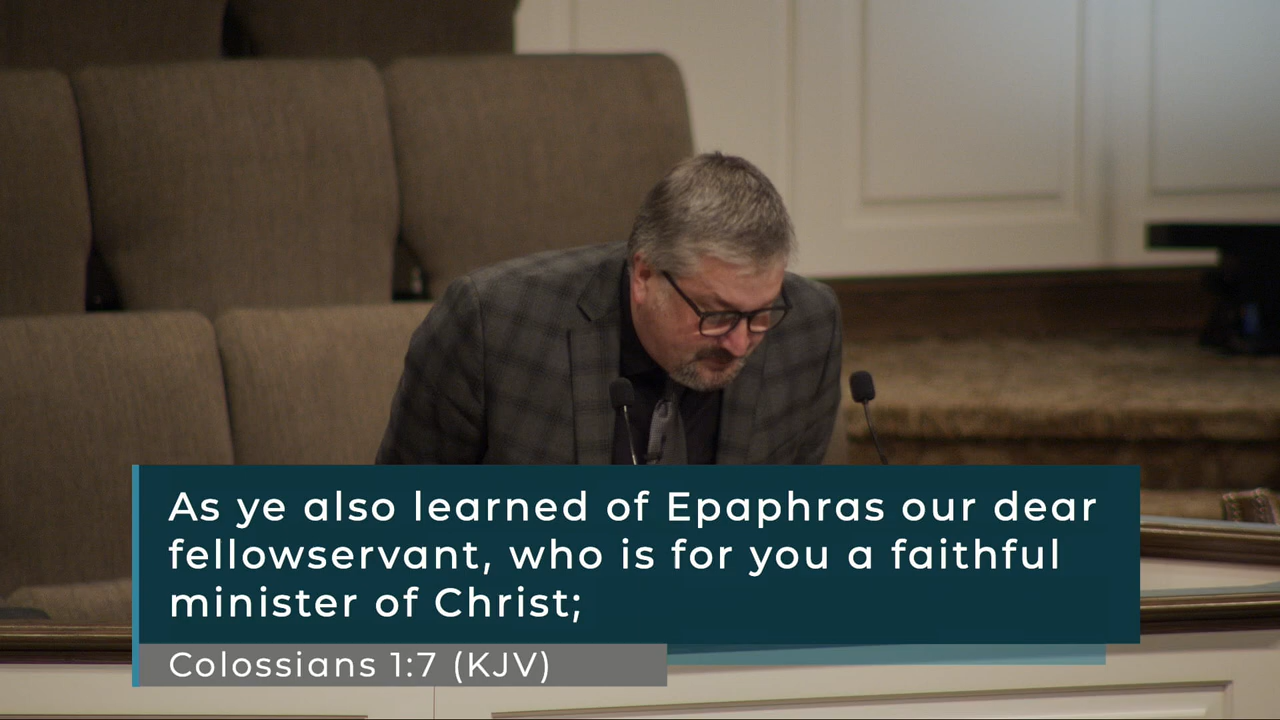 As ye also learned of Epaphras our dear
fellowservant, who is for you a faithful
minister of Christ;
Colossians 1:7 (KJV)